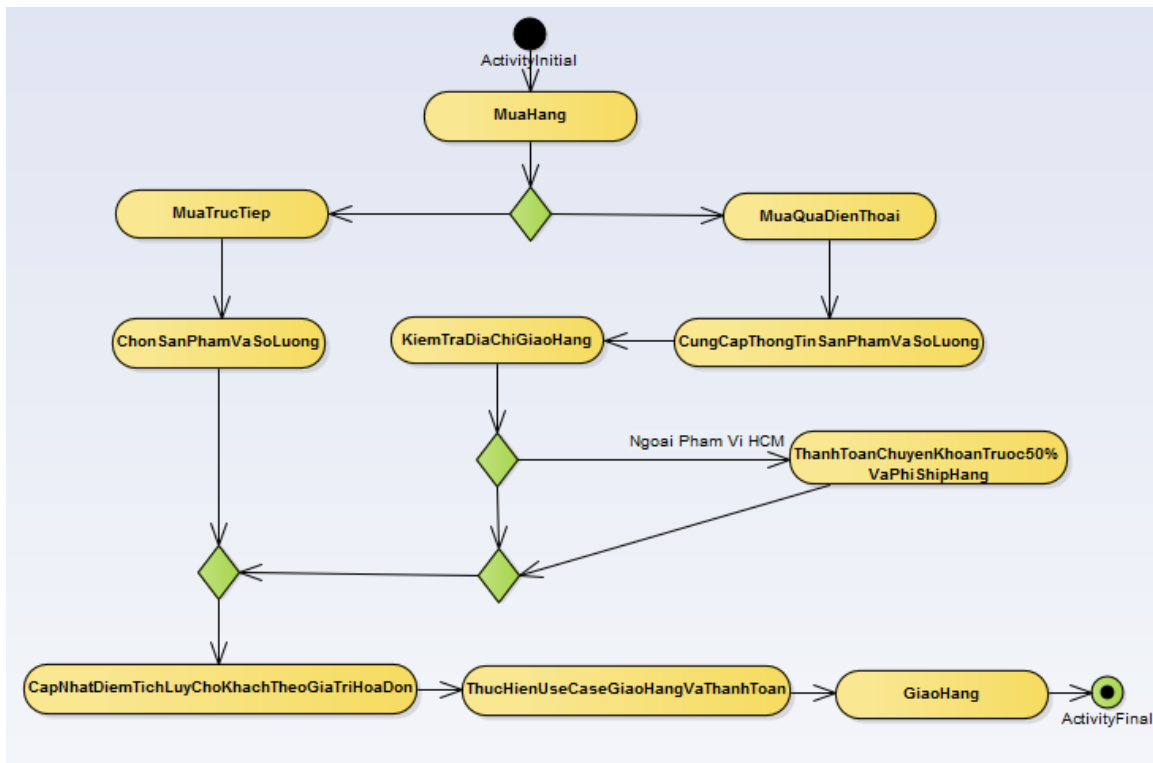 ActivityInitial
MuaHang
MuaTrucTiep
MuaQuaDienThoai
ChonSanPhamVaSoLuong
KiemTraDiaChiGiaoHang
CungCapThongTinSanPhamVaSoLuong
Ngoai Pham Vi HCM
ThanhToanChuyenKhoanTruoc50%
VaPhiShipHang
CapNhatDiemTichLuyChoKhachTheoGiaTriHoaDon
ThucHienUseCaseGiaoHangVaThanhToan
GiaoHang
ActivityFinal